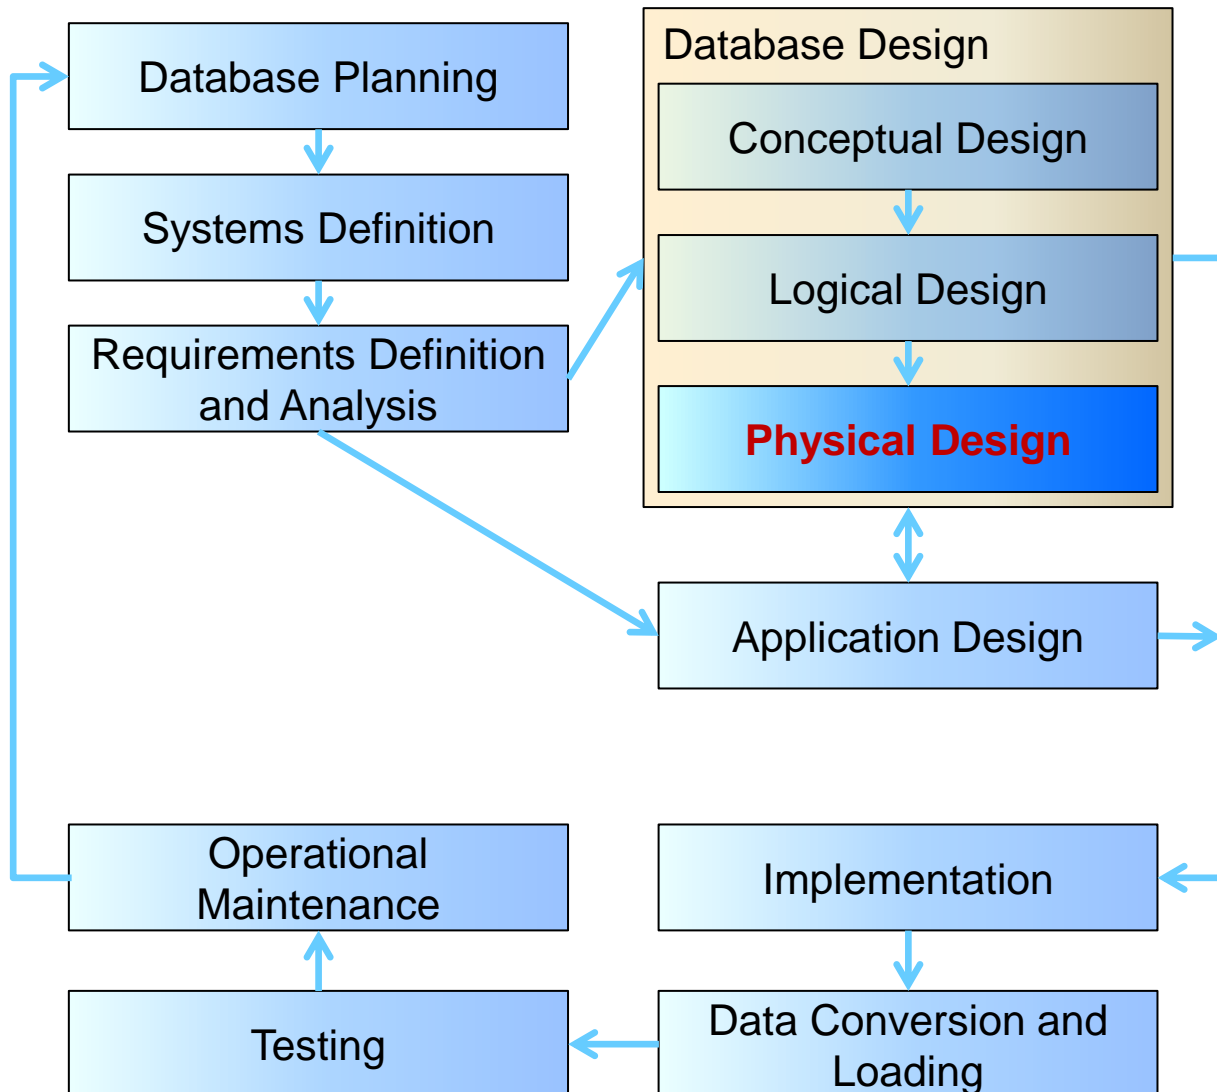 Database Planning
Systems Definition
Requirements Definition
and Analysis
Database Design
Conceptual Design
Logical Design
Physical Design
Application Design
Operational
Maintenance
Implementation
Testing
Data Conversion and
Loading